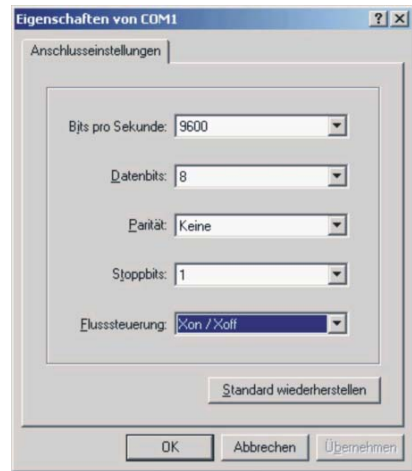 Eigenschaften von COM1
Anschlusseinstellungen
Bits pro Sekunde: 9600
Datenbits: 8
Parität: Keine
Stoppbits: 1
Flusssteuerung: Xon / Xoff
Standard wiederherstellen
OK Abbrechen Übernehmen